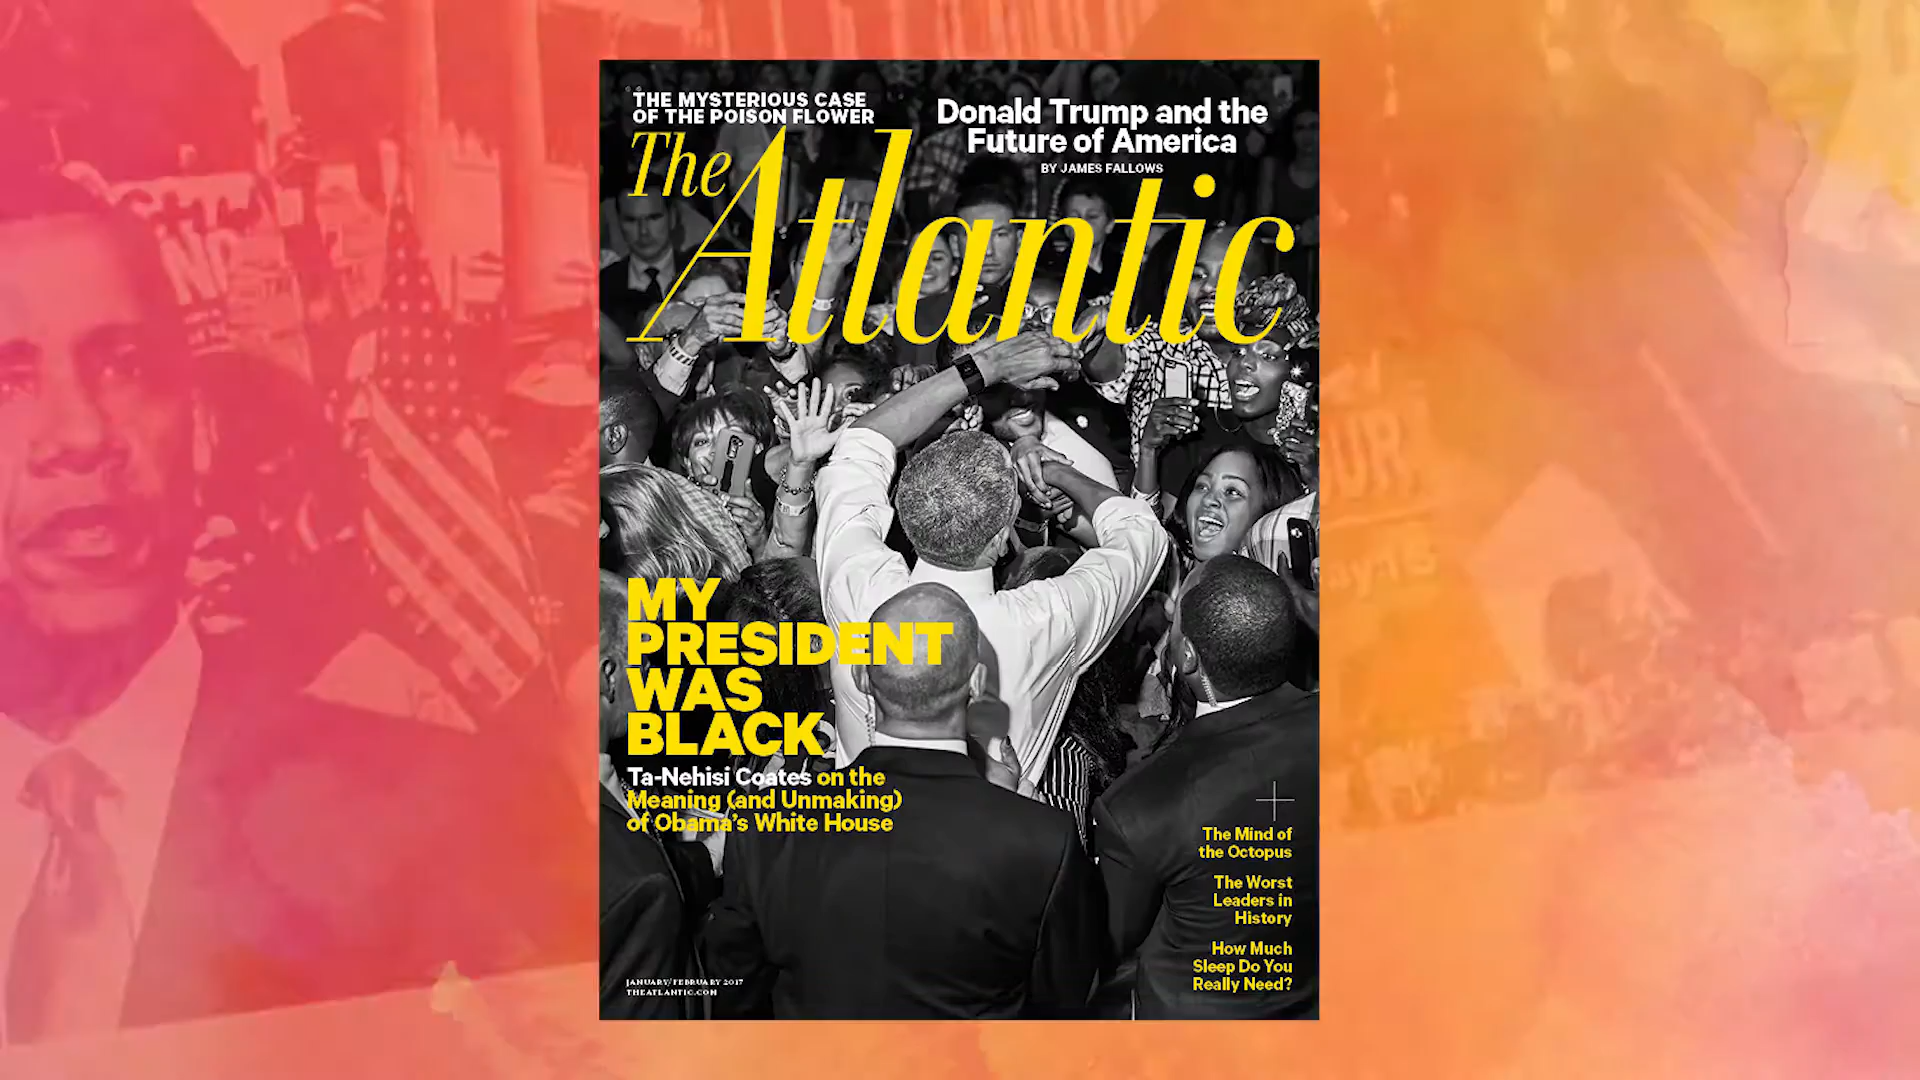 THE MYSTERIOUS CASE
OF THE POISON FLOWER
Donald Trump and the
Future of America
BY JAMES FALLOWS
The Atlantic
MY
PRESIDENT
WAS
BLACK
Ta-Nehisi Coates on the
Meaning (and Unmaking)
of Obama's White House
The Mind of
the Octopus
The Worst
Leaders in
History
How Much
Sleep Do You
Really Need?
JANUARY/FEBRUARY 2017
THEATLANTIC.COM